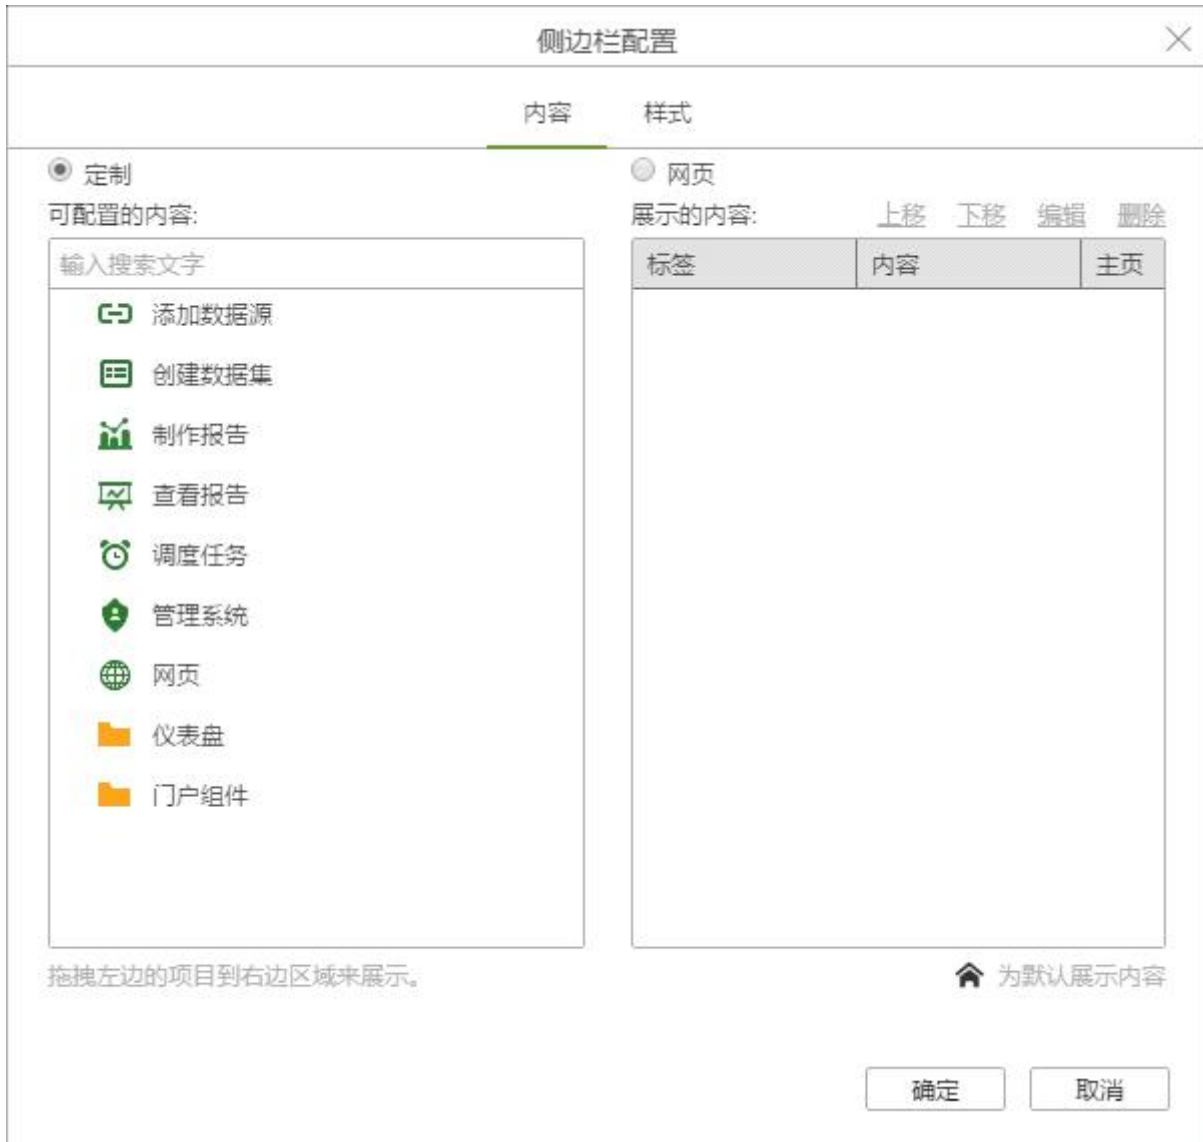 侧边栏配置
内容 样式
定制 网页
可配置的内容: 展示的内容: 上移 下移 编辑 删除
输入搜索文字 标签 内容 主页
添加数据源
创建数据集
制作报告
查看报告
调度任务
管理系统
网页
仪表盘
门户组件
拖拽左边的项目到右边区域来展示。 为默认展示内容
确定 取消